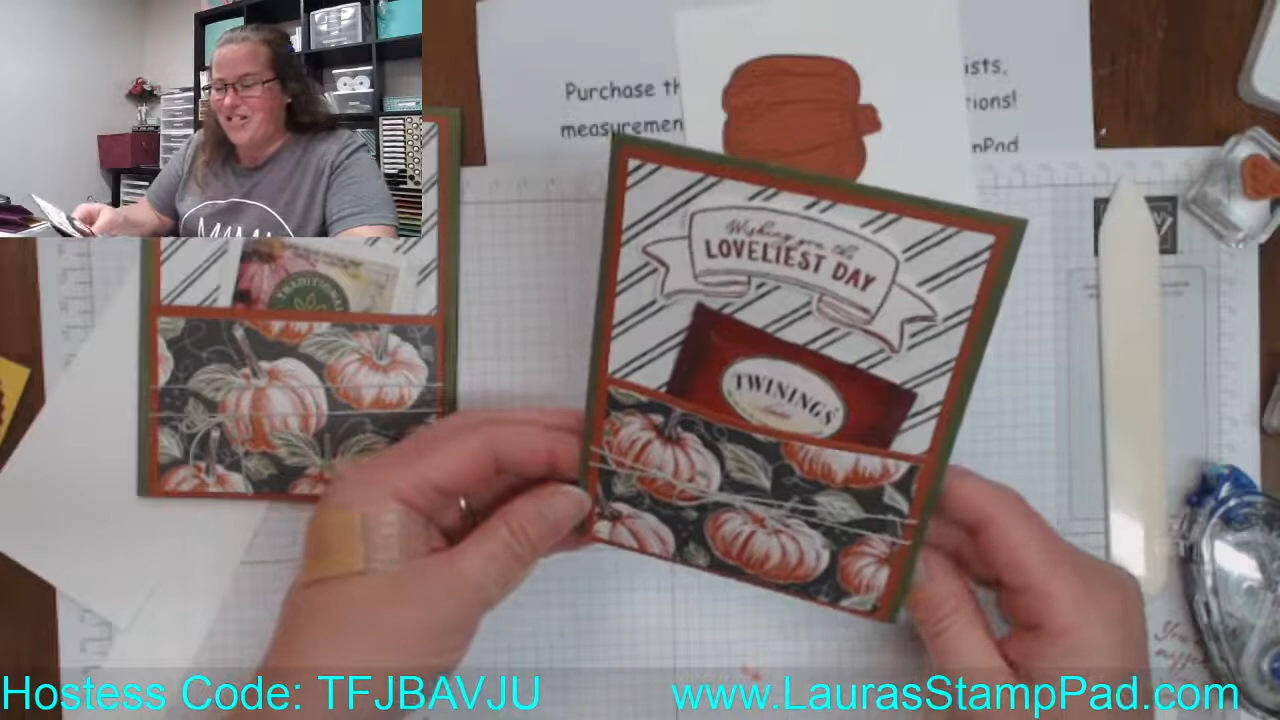 Purchase th
ists,
measuremen
tions!
mPad
Wishing you the
LOVELIEST DAY
TRADITIONAL
TWININGS
Hostess Code: TFJBAVJU
www.LaurasStampPad.com